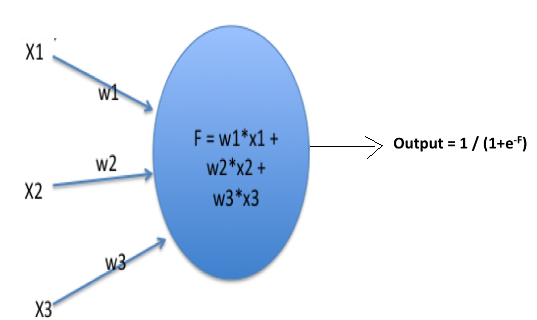 X1
w1
F = w1*x1 +
w2*x2 +
w3*x3
Output = 1 / (1+e^-F)
w2
X2
w3
X3